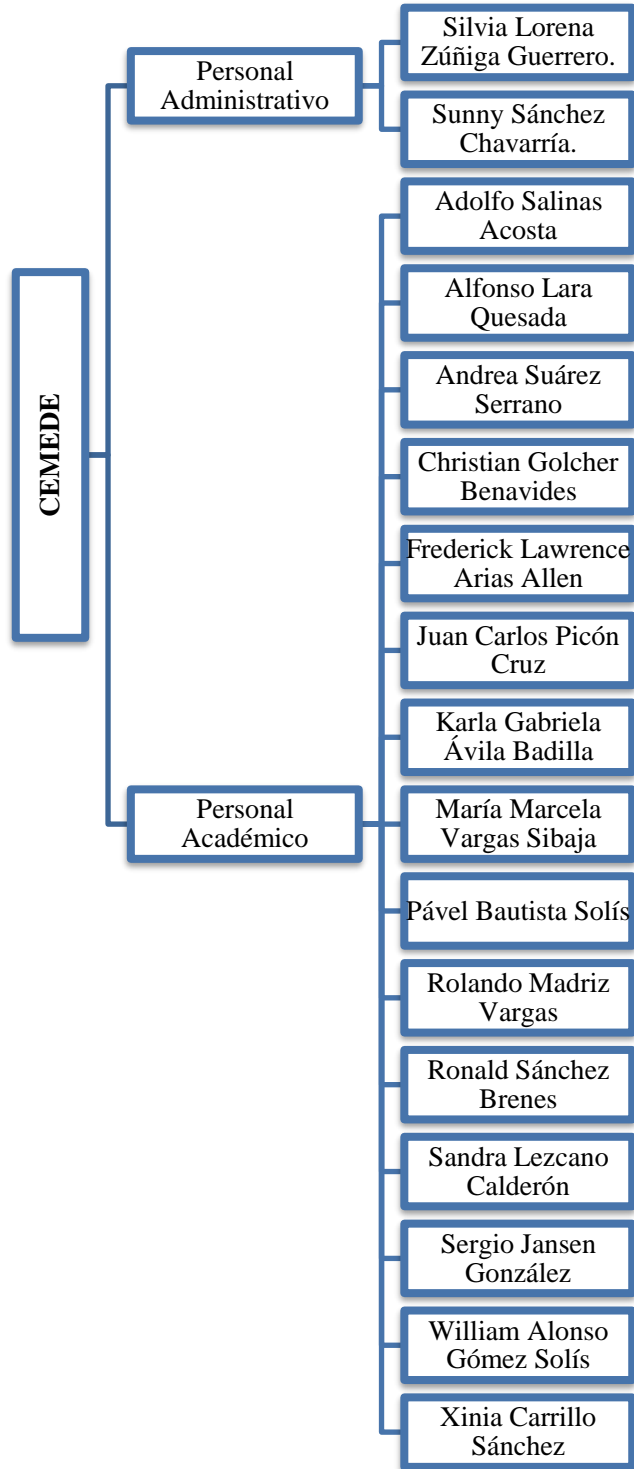 CEMEDE
Personal
Administrativo
Silvia Lorena
Zúñiga Guerrero.
Sunny Sánchez
Chavarría.
Personal
Académico
Adolfo Salinas
Acosta
Alfonso Lara
Quesada
Andrea Suárez
Serrano
Christian Golcher
Benavides
Frederick Lawrence
Arias Allen
Juan Carlos Picón
Cruz
Karla Gabriela
Ávila Badilla
María Marcela
Vargas Sibaja
Pável Bautista Solís
Rolando Madriz
Vargas
Ronald Sánchez
Brenes
Sandra Lezcano
Calderón
Sergio Jansen
González
William Alonso
Gómez Solís
Xinia Carrillo
Sánchez